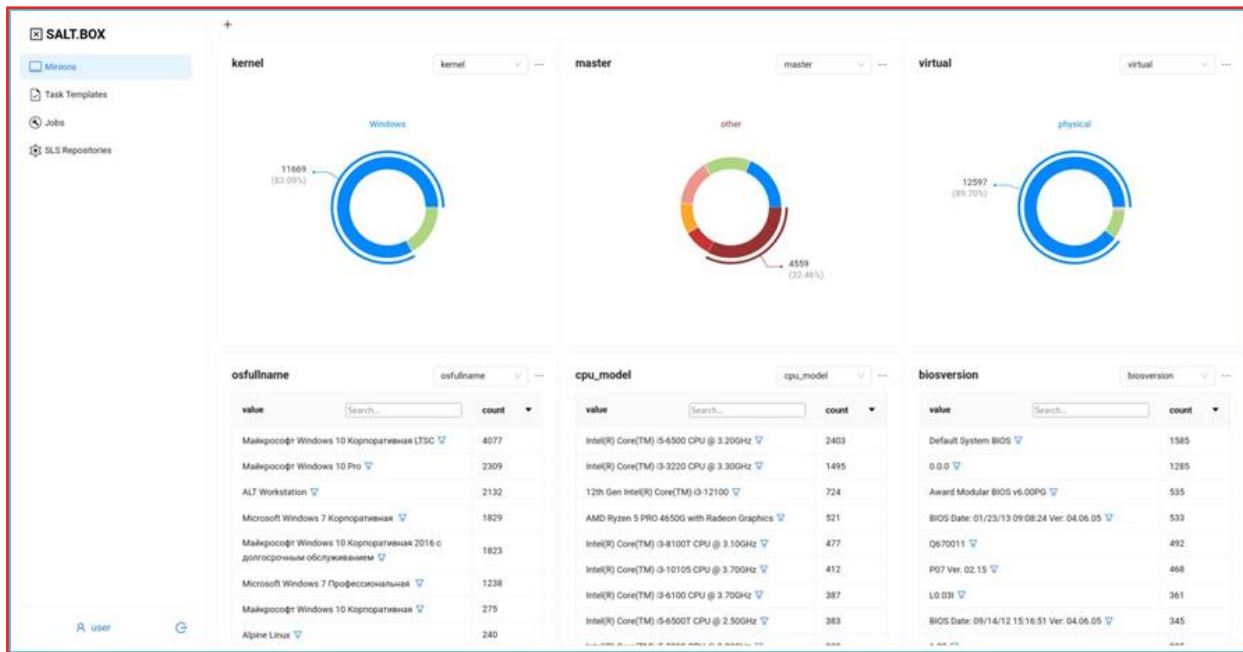 SALT.BOX
Minions
Task Templates
Jobs
SLS Repositories
user
+
kernel
kernel
Windows
11669
(83.09%)
master
master
other
4559
(32.46%)
virtual
virtual
physical
12597
(89.70%)
osfullname
osfullname
value Search... count
Майкрософт Windows 10 Корпоративная LTSC 4077
Майкрософт Windows 10 Pro 2309
ALT Workstation 2132
Microsoft Windows 7 Корпоративная 1829
Майкрософт Windows 10 Корпоративная 2016 с
долгосрочным обслуживанием 1823
Microsoft Windows 7 Профессиональная 1238
Майкрософт Windows 10 Корпоративная 275
Alpine Linux 240
cpu_model
cpu_model
value Search... count
Intel(R) Core(TM) i5-6500 CPU @ 3.20GHz 2403
Intel(R) Core(TM) i3-3220 CPU @ 3.30GHz 1495
12th Gen Intel(R) Core(TM) i3-12100 724
AMD Ryzen 5 PRO 4650G with Radeon Graphics 521
Intel(R) Core(TM) i3-8100T CPU @ 3.10GHz 477
Intel(R) Core(TM) i3-10105 CPU @ 3.70GHz 412
Intel(R) Core(TM) i3-6100 CPU @ 3.70GHz 387
Intel(R) Core(TM) i5-6500T CPU @ 2.50GHz 383
biosversion
biosversion
value Search... count
Default System BIOS 1585
0.0.0 1285
Award Modular BIOS v6.00PG 535
BIOS Date: 01/23/13 09:08:24 Ver: 04.06.05 533
Q670011 492
P07 Ver. 02.15 468
L0.03I 361
BIOS Date: 09/14/12 15:16:51 Ver: 04.06.05 345